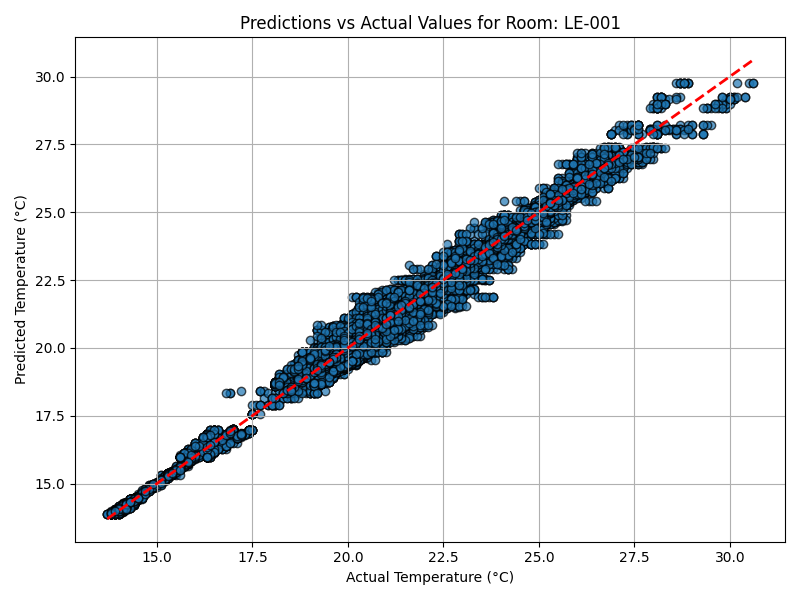 Predictions vs Actual Values for Room: LE-001
Predicted Temperature (°C)
30.0
27.5
25.0
22.5
20.0
17.5
15.0
15.0 17.5 20.0 22.5 25.0 27.5 30.0
Actual Temperature (°C)